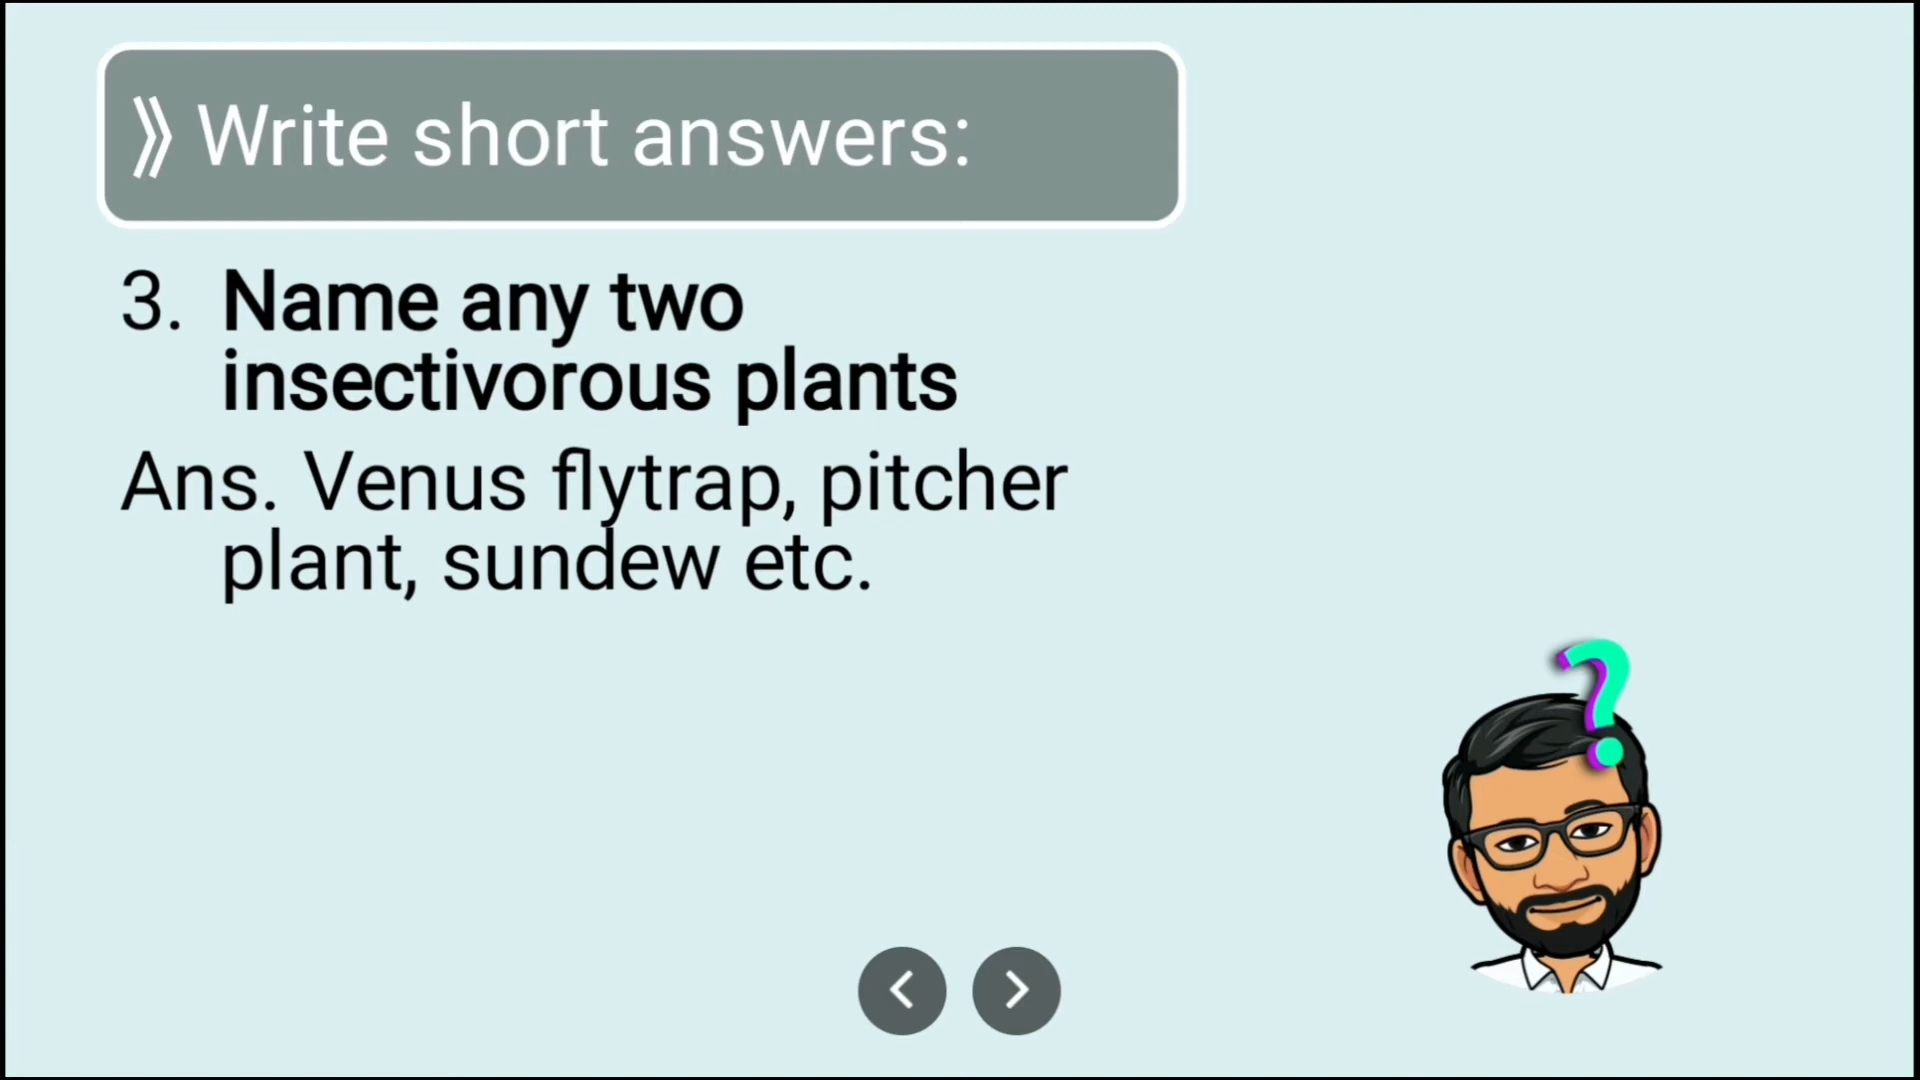 ⟫ Write short answers:
3. Name any two
insectivorous plants
Ans. Venus flytrap, pitcher
plant, sundew etc.
?